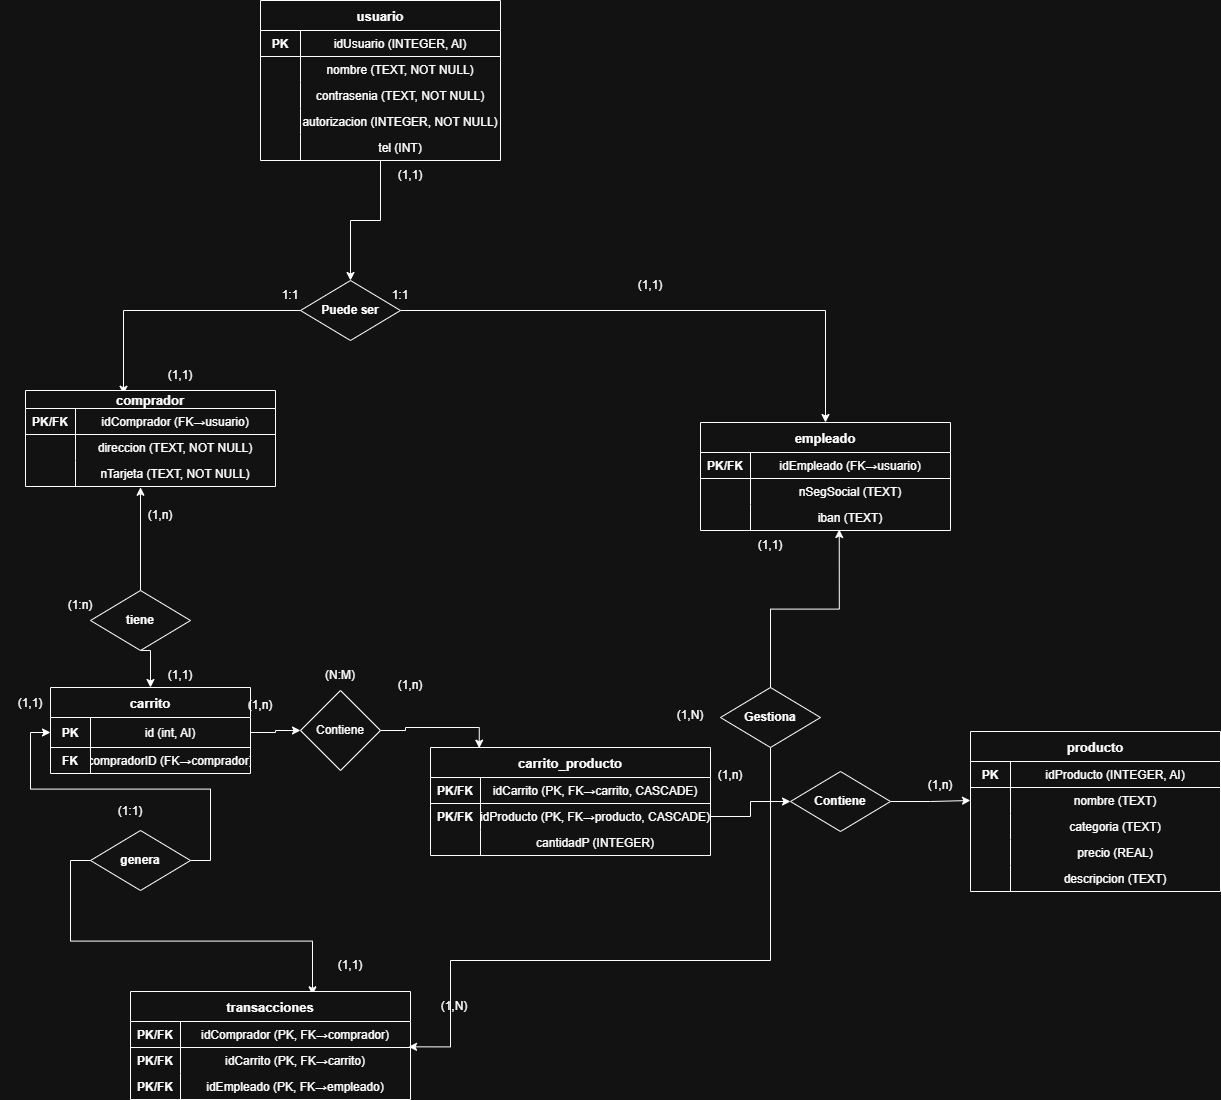 usuario
PK idUsuario (INTEGER, AI)
nombre (TEXT, NOT NULL)
contrasenia (TEXT, NOT NULL)
autorizacion (INTEGER, NOT NULL)
tel (INT)
(1,1)
1:1 Puede ser 1:1
(1,1)
(1,1)
comprador
PK/FK idComprador (FK→usuario)
direccion (TEXT, NOT NULL)
nTarjeta (TEXT, NOT NULL)
(1,n)
empleado
PK/FK idEmpleado (FK→usuario)
nSegSocial (TEXT)
iban (TEXT)
(1,1)
(1:n)
tiene
(1,1)
(1,1)
carrito
PK id (int, AI)
FK compradorID (FK→comprador
(1,n)
(N:M)
Contiene
(1,n)
(1,N)
Gestiona
carrito_producto
PK/FK idCarrito (PK, FK→carrito, CASCADE)
PK/FK idProducto (PK, FK→producto, CASCADE)
cantidadP (INTEGER)
(1,n)
Contiene
(1,n)
producto
PK idProducto (INTEGER, AI)
nombre (TEXT)
categoria (TEXT)
precio (REAL)
descripcion (TEXT)
(1:1)
genera
(1,1)
(1,N)
transacciones
PK/FK idComprador (PK, FK→comprador)
PK/FK idCarrito (PK, FK→carrito)
PK/FK idEmpleado (PK, FK→empleado)